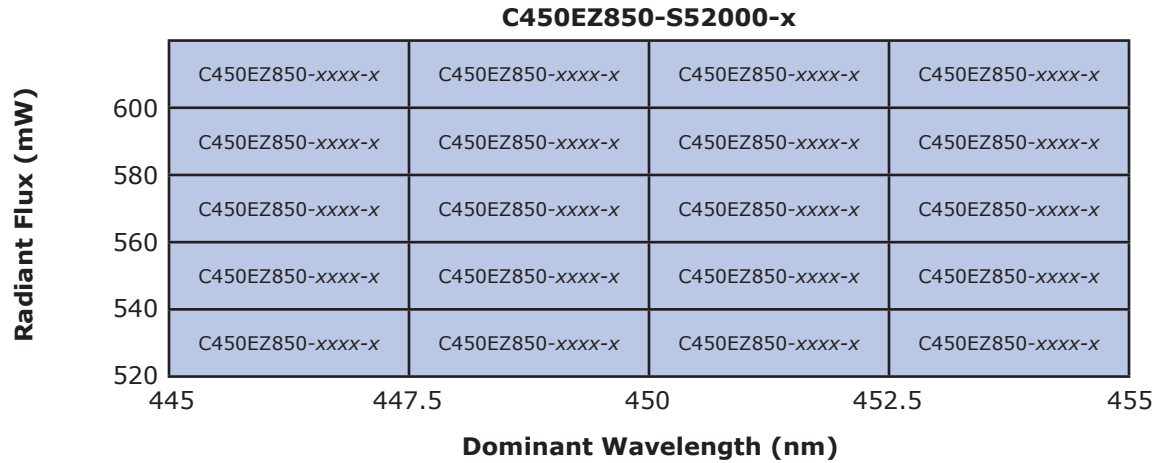 C450EZ850-S52000-x
C450EZ850-xxxx-x C450EZ850-xxxx-x C450EZ850-xxxx-x C450EZ850-xxxx-x
600
C450EZ850-xxxx-x C450EZ850-xxxx-x C450EZ850-xxxx-x C450EZ850-xxxx-x
580
C450EZ850-xxxx-x C450EZ850-xxxx-x C450EZ850-xxxx-x C450EZ850-xxxx-x
560
C450EZ850-xxxx-x C450EZ850-xxxx-x C450EZ850-xxxx-x C450EZ850-xxxx-x
540
C450EZ850-xxxx-x C450EZ850-xxxx-x C450EZ850-xxxx-x C450EZ850-xxxx-x
520
445 447.5 450 452.5 455
Dominant Wavelength (nm)
Radiant Flux (mW)